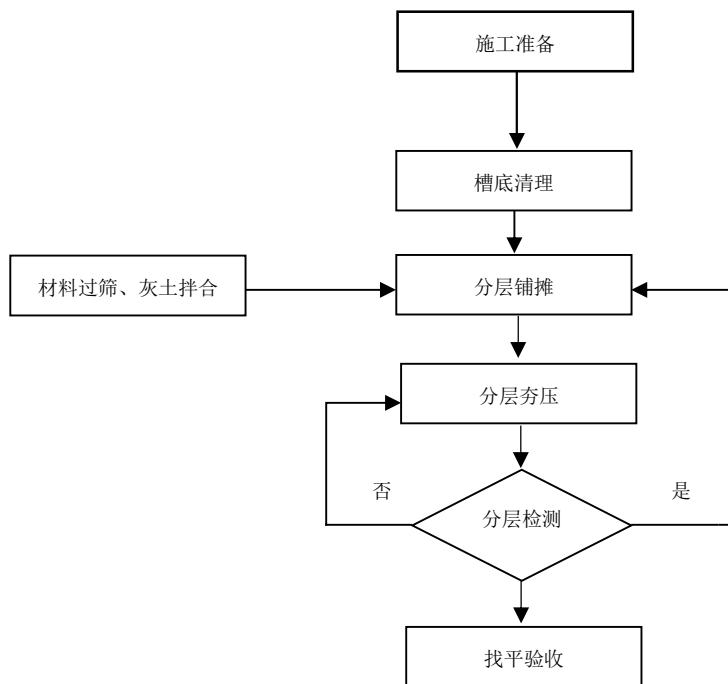 施工准备
槽底清理
材料过筛、灰土拌合
分层铺摊
分层夯压
否
是
分层检测
找平验收